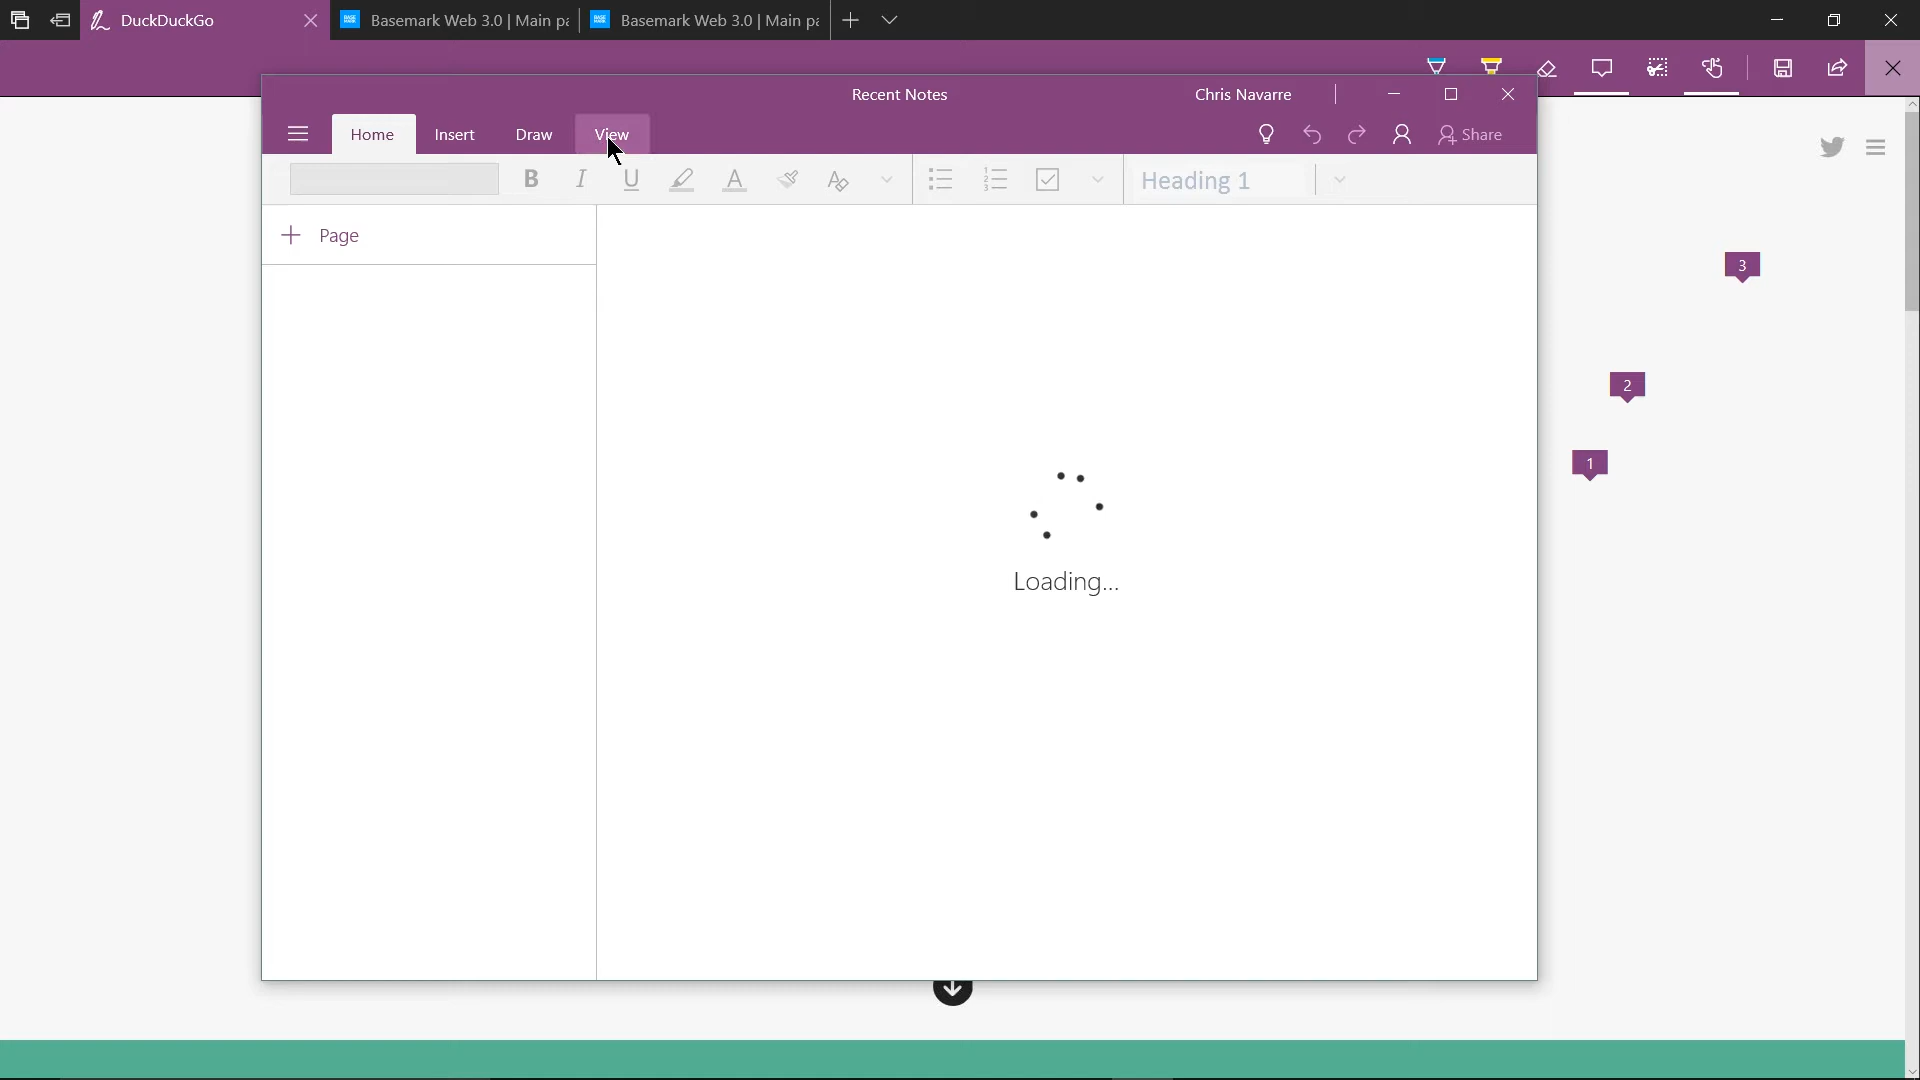 DuckDuckGo
Basemark Web 3.0 | Main pa
Basemark Web 3.0 | Main pa
Recent Notes
Chris Navarre
Home
Insert
Draw
View
Share
B
I
U
A
Heading 1
Page
3
2
1
Loading...